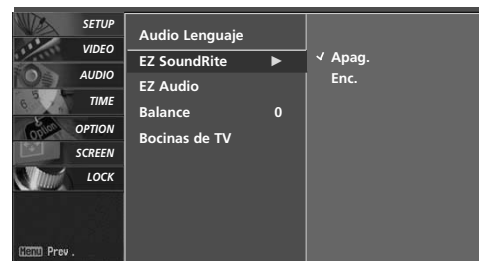 SETUP
VIDEO
AUDIO
TIME
OPTION
SCREEN
LOCK
Menu Prev.
Audio Lenguaje
EZ SoundRite ▶
EZ Audio
Balance 0
Bocinas de TV
✓ Apag.
Enc.